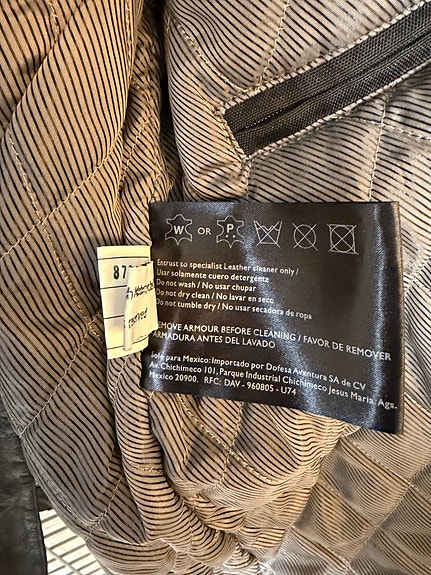 W OR P
Entrust to specialist Leather cleaner only /
Usar solamente cuero detergente
Do not wash / No usar chupar
Do not dry clean / No lavar en seco
Do not tumble dry / No usar secadora de ropa
REMOVE ARMOUR BEFORE CLEANING / FAVOR DE REMOVER
ARMADURA ANTES DEL LAVADO
Solo para Mexico: Importado por Dofesa Aventura SA de CV
Av. Chichimeco 101, Parque Industrial Chichimeco Jesus Maria. Ags.
Mexico 20900. RFC: DAV - 960805 - U74
87